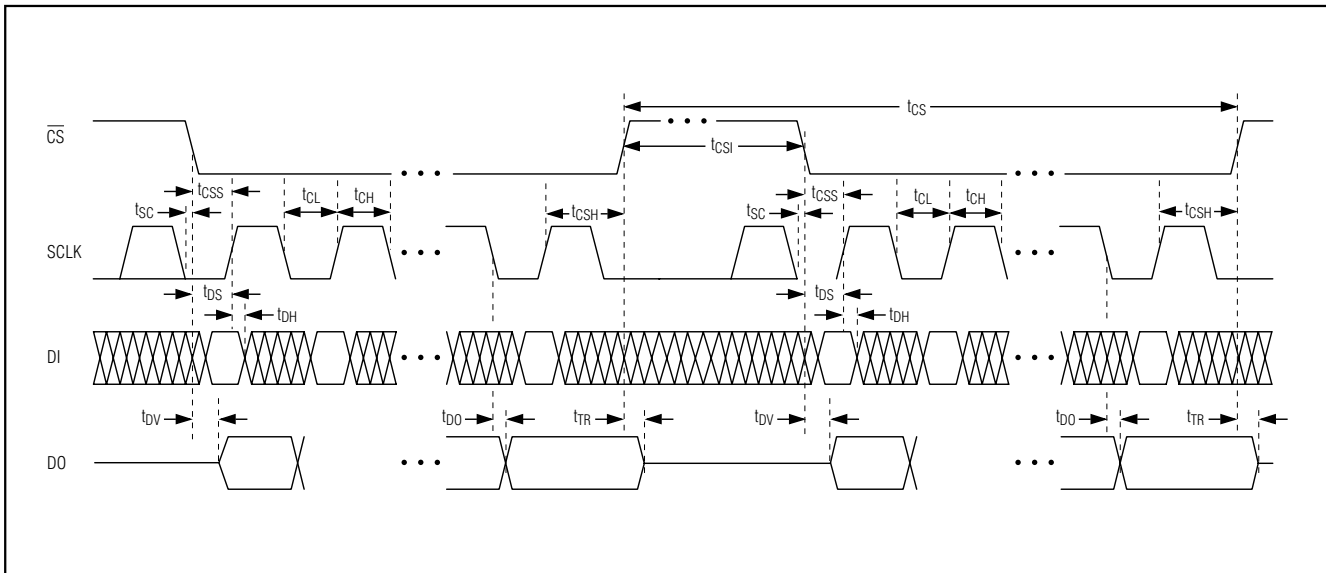 tCS
CS
tCSI
tCSS tCL tCH tCSS tCL tCH
tSC tCSH tSC tCSH
SCLK
tDS tDS
tDH tDH
DI
tDV tDO tTR tDV tDO tTR
DO